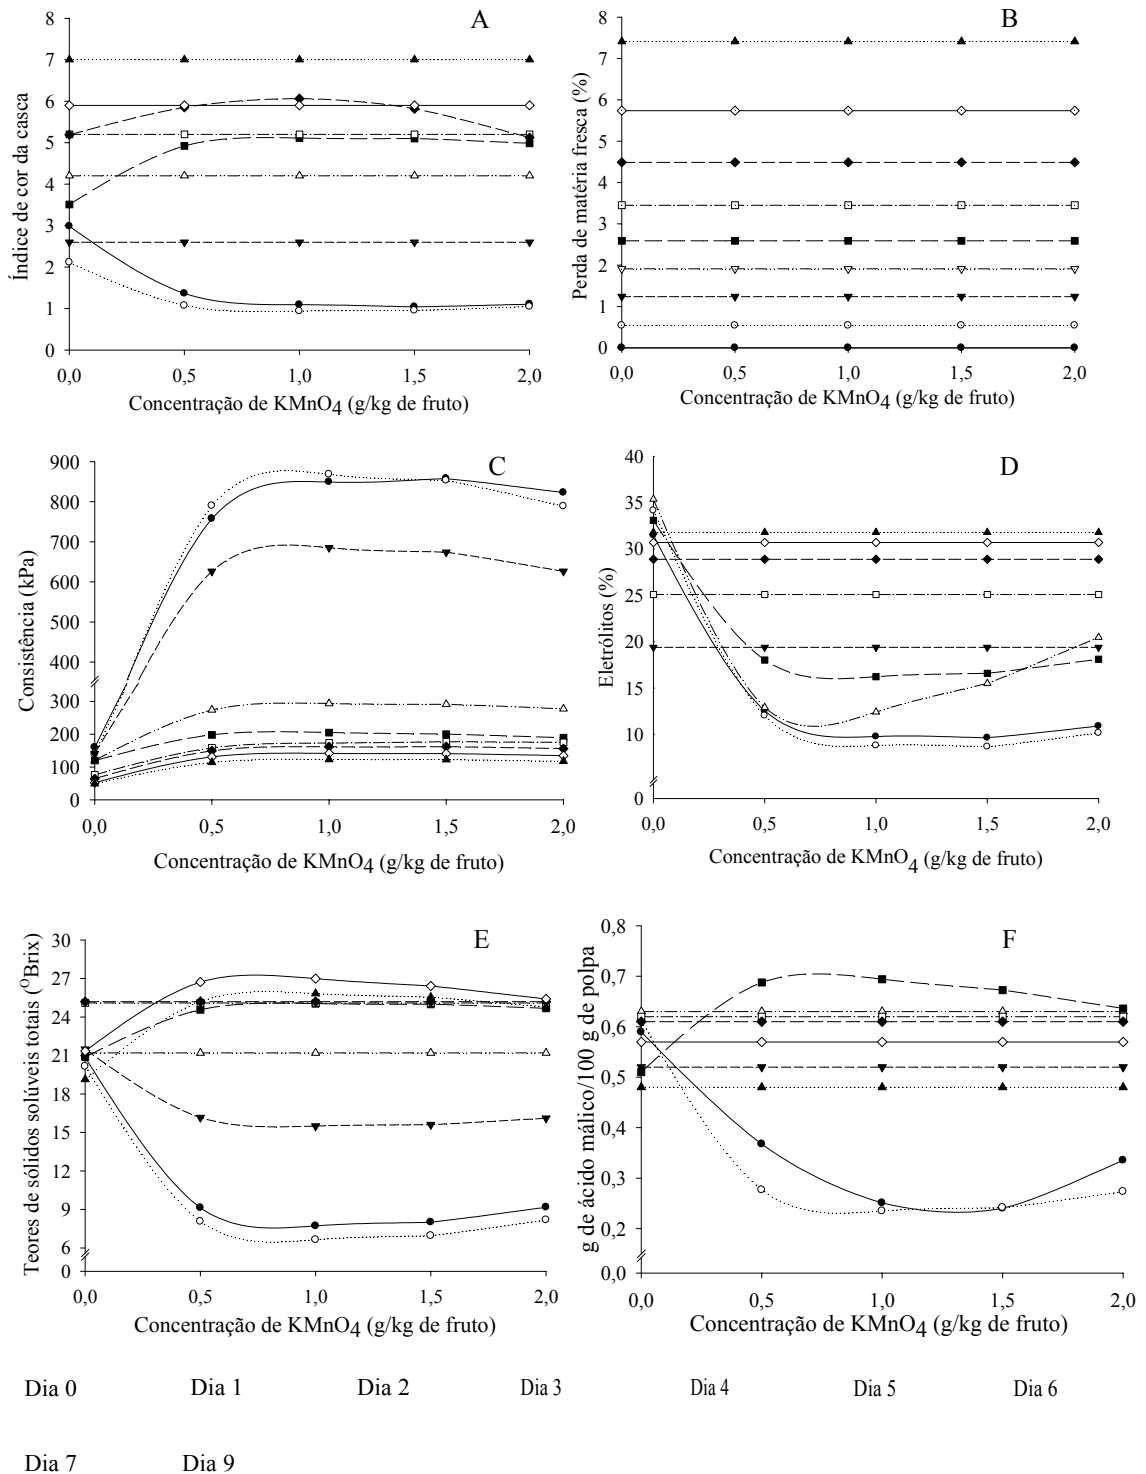 A
Índice de cor da casca
8
7
6
5
4
3
2
1
0
0,0 0,5 1,0 1,5 2,0
Concentração de KMnO4 (g/kg de fruto)
B
Perda de matéria fresca (%)
8
7
6
5
4
3
2
1
0
0,0 0,5 1,0 1,5 2,0
Concentração de KMnO4 (g/kg de fruto)
C
Consistência (kPa)
900
800
700
600
500
400
300
200
100
0
0,0 0,5 1,0 1,5 2,0
Concentração de KMnO4 (g/kg de fruto)
D
Eletrólitos (%)
40
35
30
25
20
15
10
0
0,0 0,5 1,0 1,5 2,0
Concentração de KMnO4 (g/kg de fruto)
E
Teores de sólidos solúveis totais (OBrix)
30
27
24
21
18
15
12
9
6
0
0,0 0,5 1,0 1,5 2,0
Concentração de KMnO4 (g/kg de fruto)
F
g de ácido málico/100 g de polpa
0,8
0,7
0,6
0,5
0,4
0,3
0,2
0,0
0,0 0,5 1,0 1,5 2,0
Concentração de KMnO4 (g/kg de fruto)
Dia 0 Dia 1 Dia 2 Dia 3 Dia 4 Dia 5 Dia 6
Dia 7 Dia 9